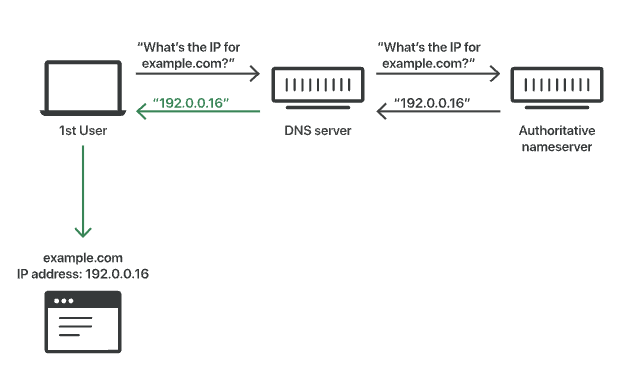 “What’s the IP for
example.com?”
“192.0.0.16”
1st User
“What’s the IP for
example.com?”
“192.0.0.16”
DNS server
Authoritative
nameserver
example.com
IP address: 192.0.0.16